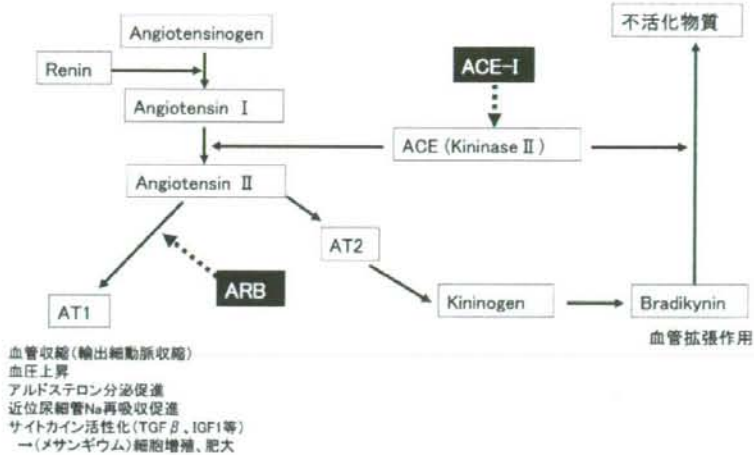 Angiotensinogen
不活化物質
Renin
ACE-I
Angiotensin Ⅰ
ACE (KininaseⅡ)
Angiotensin Ⅱ
AT2
ARB
AT1
Kininogen
Bradikynin
血管拡張作用
血管収縮(輸出細動脈収縮)
血圧上昇
アルドステロン分泌促進
近位尿細管Na再吸収促進
サイトカイン活性化(TGFβ、IGF1等)
→(メサンギウム)細胞増殖、肥大